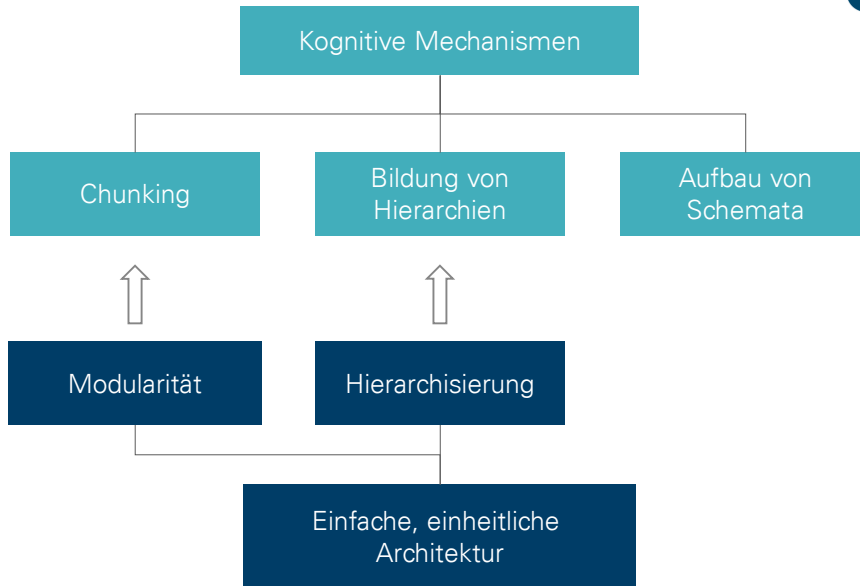 Kognitive Mechanismen
Chunking
Bildung von
Hierarchien
Aufbau von
Schemata
Modularität
Hierarchisierung
Einfache, einheitliche
Architektur